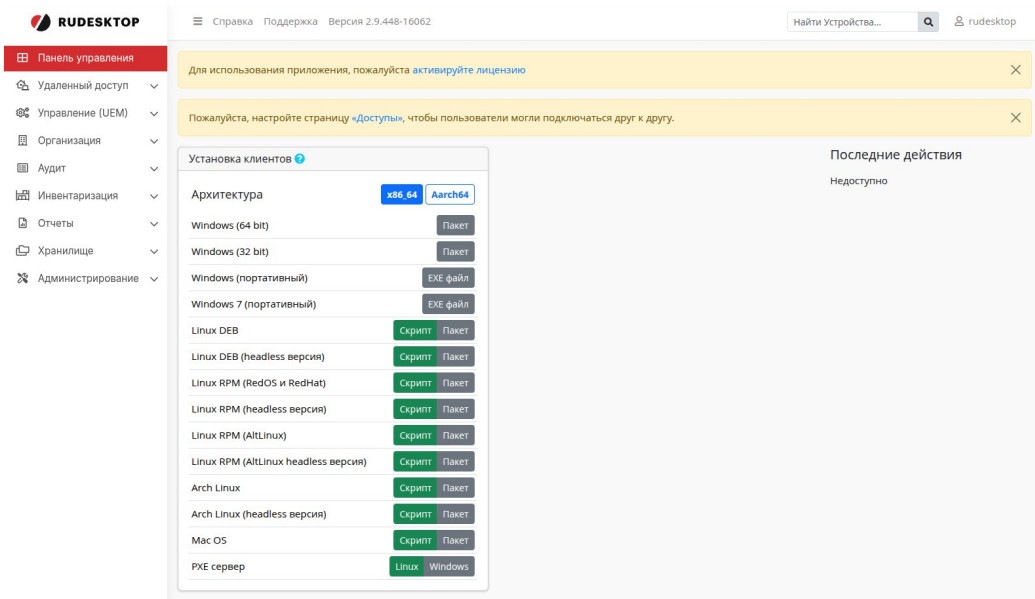 RUDESKTOP
Справка Поддержка Версия 2.9.448-16062
Найти Устройства...
rudesktop
Панель управления
Удаленный доступ
Управление (UEM)
Организация
Аудит
Инвентаризация
Отчеты
Хранилище
Администрирование
Для использования приложения, пожалуйста активируйте лицензию
Пожалуйста, настройте страницу «Доступы», чтобы пользователи могли подключаться друг к другу.
Установка клиентов ?
Архитектура x86_64 Aarch64
Windows (64 bit) Пакет
Windows (32 bit) Пакет
Windows (портативный) EXE файл
Windows 7 (портативный) EXE файл
Linux DEB Скрипт Пакет
Linux DEB (headless версия) Скрипт Пакет
Linux RPM (RedOS и RedHat) Скрипт Пакет
Linux RPM (headless версия) Скрипт Пакет
Linux RPM (AltLinux) Скрипт Пакет
Linux RPM (AltLinux headless версия) Скрипт Пакет
Arch Linux Скрипт Пакет
Arch Linux (headless версия) Скрипт Пакет
Mac OS Скрипт Пакет
PXE сервер Linux Windows
Последние действия
Недоступно